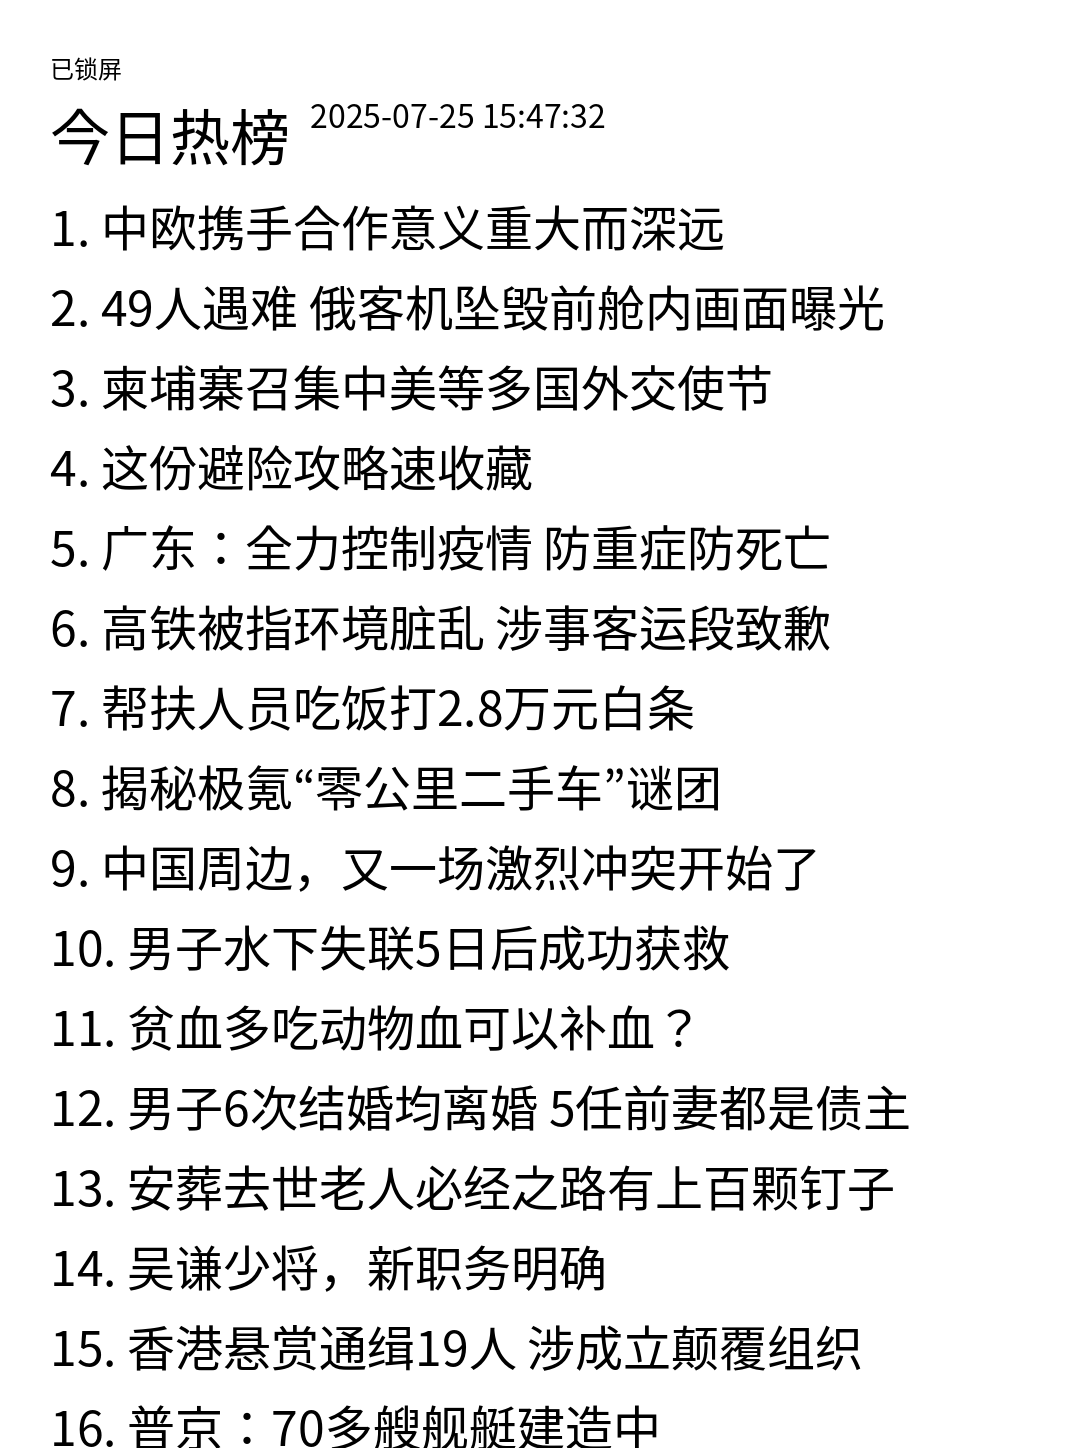 已锁屏
今日热榜 2025-07-25 15:47:32
1. 中欧携手合作意义重大而深远
2. 49人遇难 俄客机坠毁前舱内画面曝光
3. 柬埔寨召集中美等多国外交使节
4. 这份避险攻略速收藏
5. 广东：全力控制疫情 防重症防死亡
6. 高铁被指环境脏乱 涉事客运段致歉
7. 帮扶人员吃饭打2.8万元白条
8. 揭秘极氪“零公里二手车”谜团
9. 中国周边，又一场激烈冲突开始了
10. 男子水下失联5日后成功获救
11. 贫血多吃动物血可以补血？
12. 男子6次结婚均离婚 5任前妻都是债主
13. 安葬去世老人必经之路有上百颗钉子
14. 吴谦少将，新职务明确
15. 香港悬赏通缉19人 涉成立颠覆组织
16. 普京：70多艘舰艇建造中